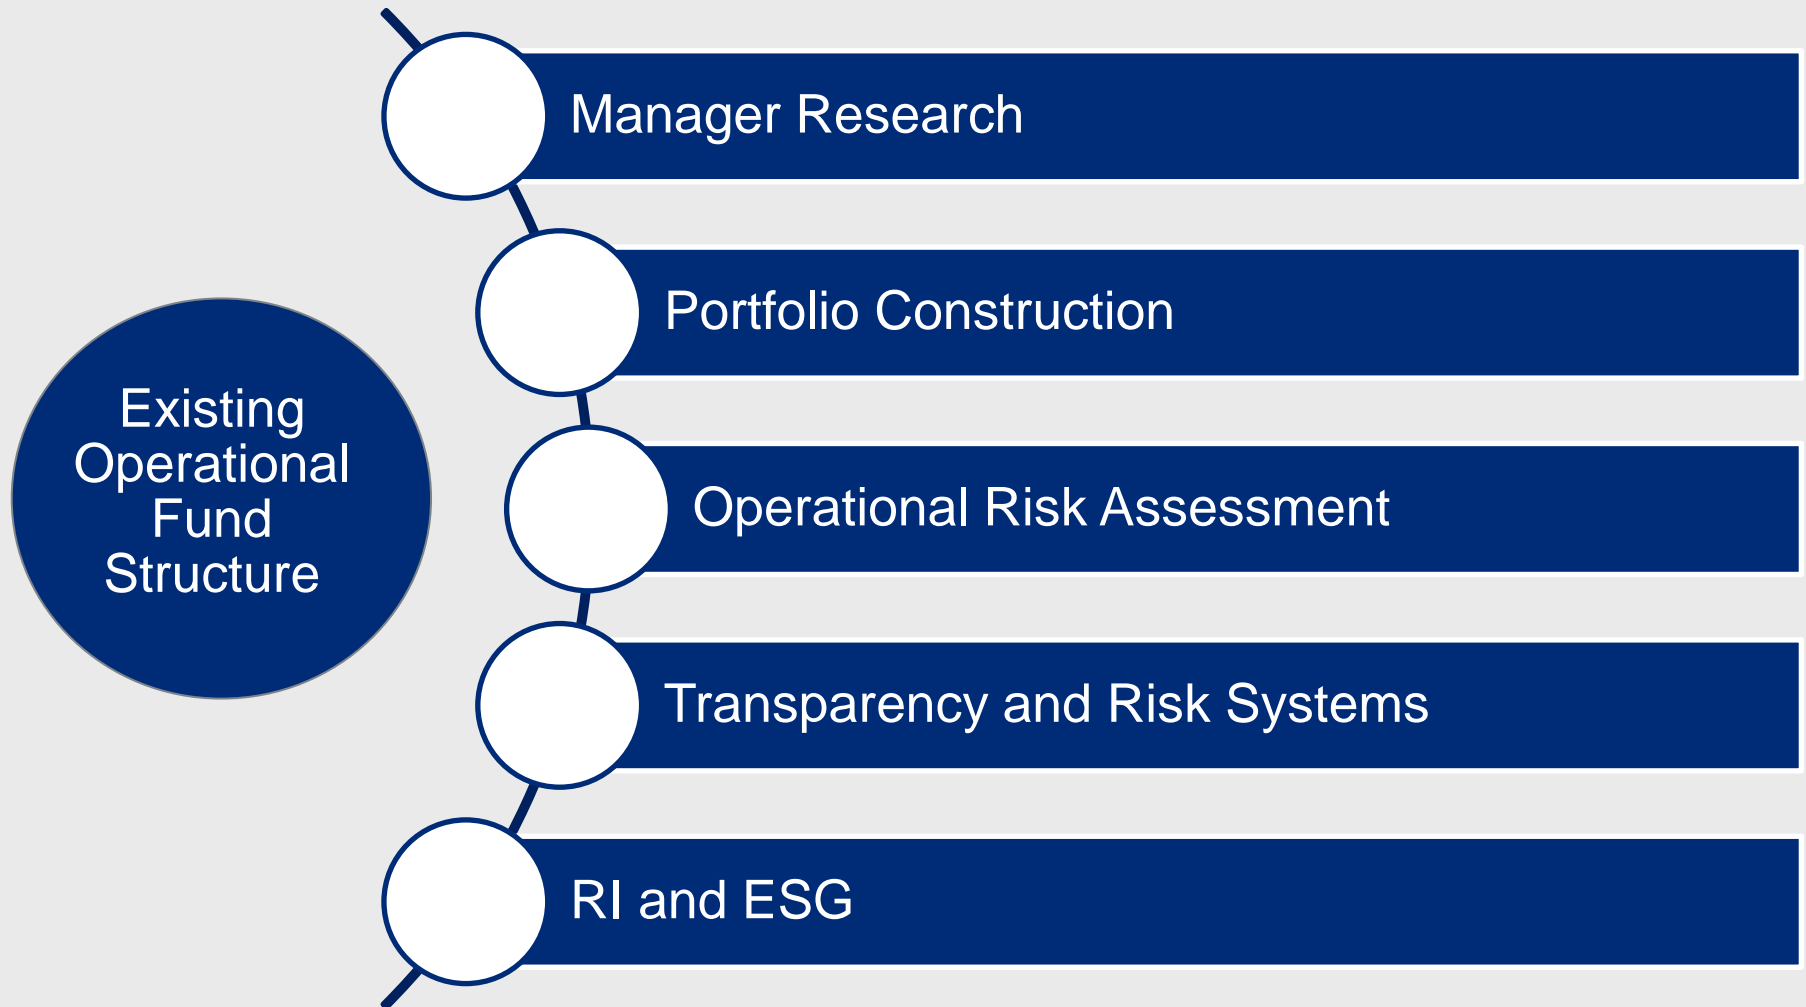 Existing
Operational
Fund
Structure
Manager Research
Portfolio Construction
Operational Risk Assessment
Transparency and Risk Systems
RI and ESG